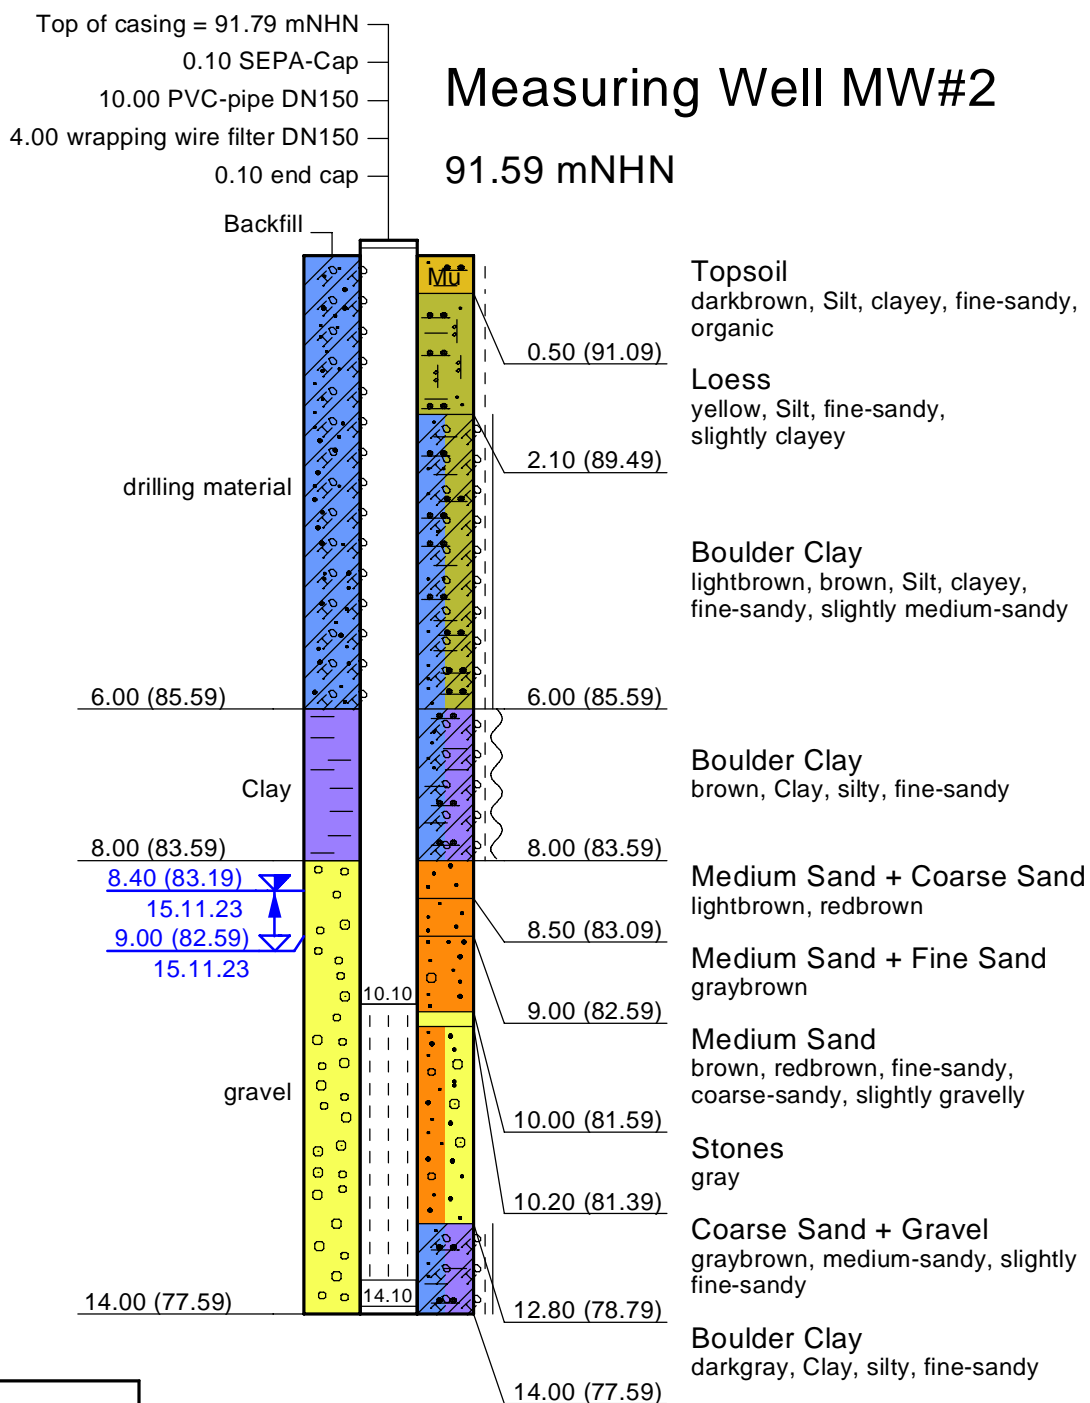 Top of casing = 91.79 mNHN
0.10 SEPA-Cap
10.00 PVC-pipe DN150
4.00 wrapping wire filter DN150
0.10 end cap
Measuring Well MW#2
91.59 mNHN
Backfill
Mu
Topsoil
darkbrown, Silt, clayey, fine-sandy,
organic
0.50 (91.09)
Loess
yellow, Silt, fine-sandy,
slightly clayey
2.10 (89.49)
drilling material
Boulder Clay
lightbrown, brown, Silt, clayey,
fine-sandy, slightly medium-sandy
6.00 (85.59)
6.00 (85.59)
Clay
Boulder Clay
brown, Clay, silty, fine-sandy
8.00 (83.59)
8.00 (83.59)
8.40 (83.19)
15.11.23
9.00 (82.59)
15.11.23
Medium Sand + Coarse Sand
lightbrown, redbrown
8.50 (83.09)
Medium Sand + Fine Sand
graybrown
10.10
9.00 (82.59)
Medium Sand
brown, redbrown, fine-sandy,
coarse-sandy, slightly gravelly
gravel
10.00 (81.59)
Stones
gray
10.20 (81.39)
Coarse Sand + Gravel
graybrown, medium-sandy, slightly
fine-sandy
14.00 (77.59)
14.10
12.80 (78.79)
Boulder Clay
darkgray, Clay, silty, fine-sandy
14.00 (77.59)